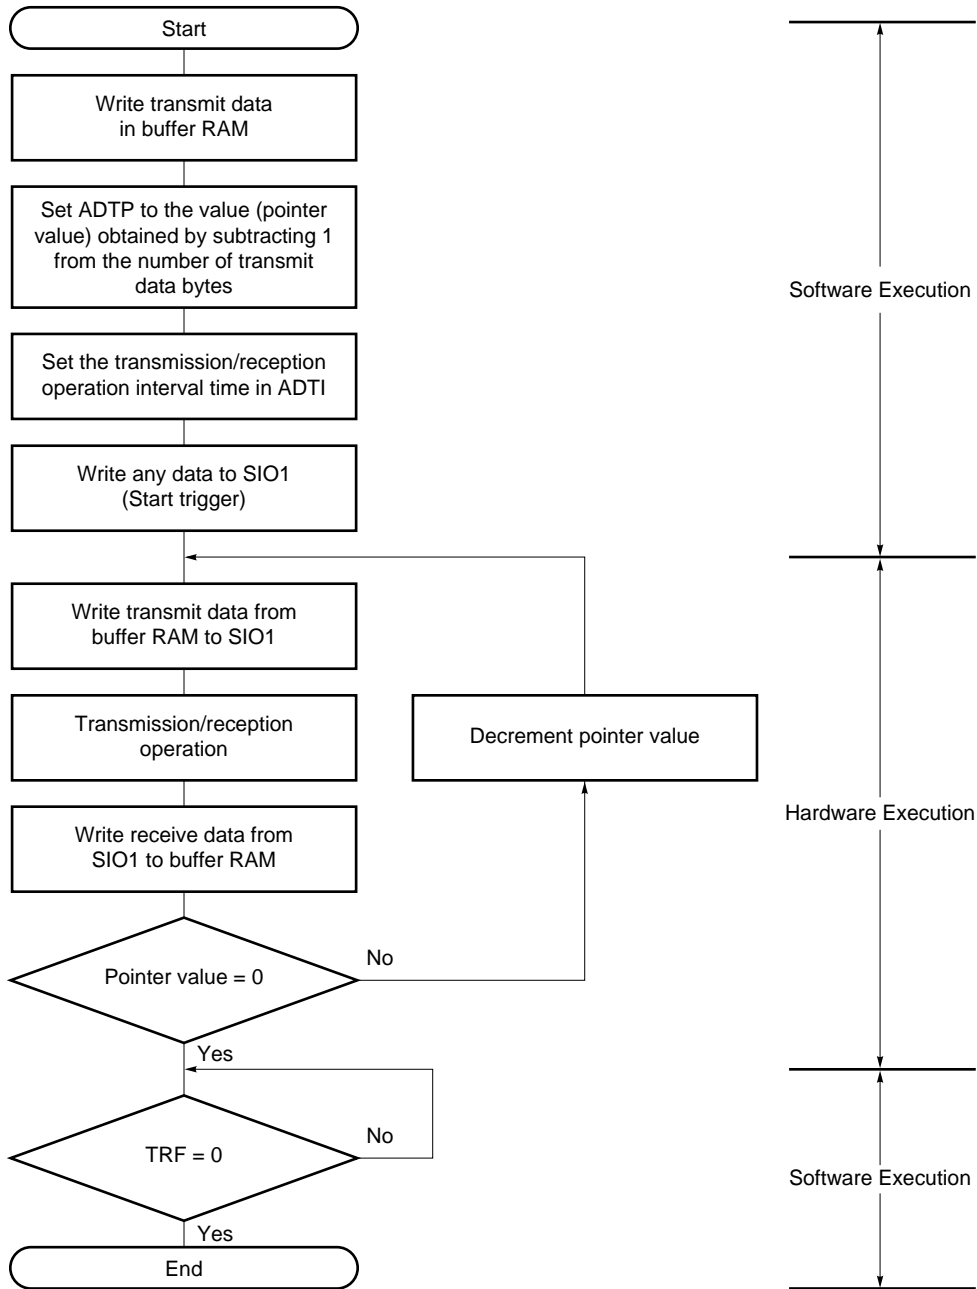 Start
Write transmit data
in buffer RAM
Set ADTP to the value (pointer
value) obtained by subtracting 1
from the number of transmit
data bytes
Software Execution
Set the transmission/reception
operation interval time in ADTI
Write any data to SIO1
(Start trigger)
Write transmit data from
buffer RAM to SIO1
Transmission/reception
operation
Decrement pointer value
Hardware Execution
Write receive data from
SIO1 to buffer RAM
Pointer value = 0
No
Yes
TRF = 0
No
Software Execution
Yes
End